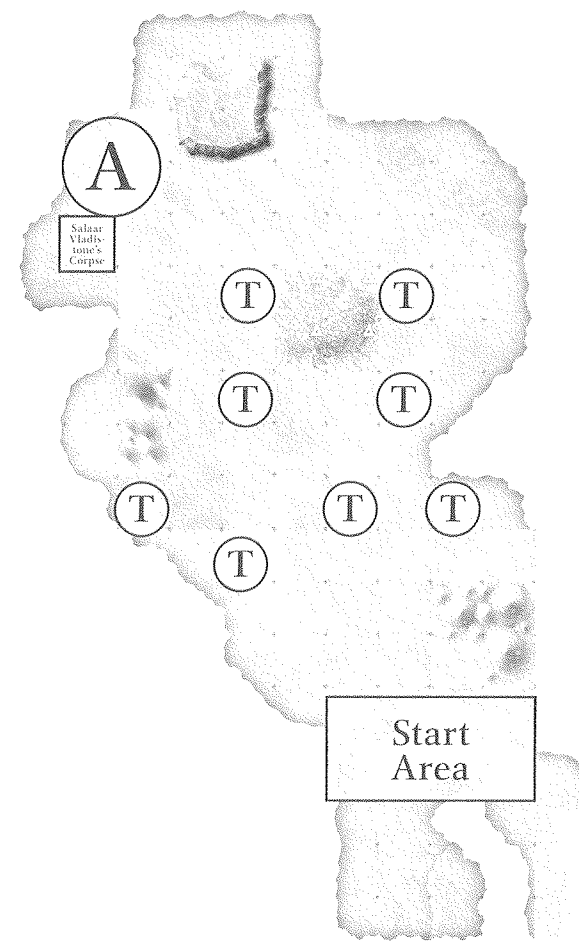 A
Salaar
Vladis-
tone's
Corpse
T T
T T
T T T
T
Start
Area